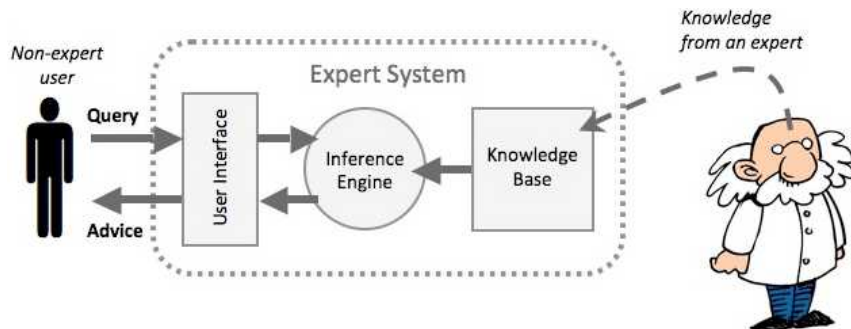 Knowledge
from an expert
Non-expert
user
Expert System
Query
User Interface
Inference
Engine
Knowledge
Base
Advice